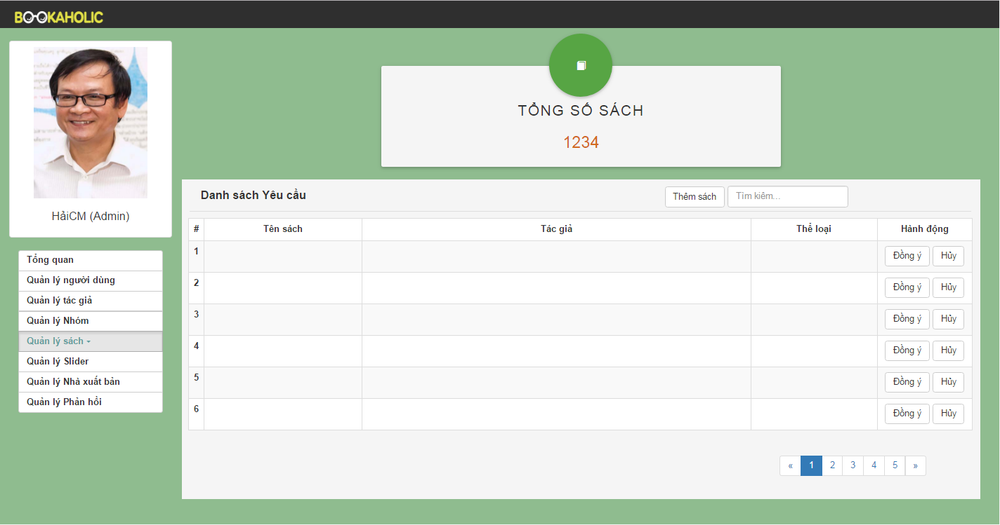 BOOKAHOLIC
HảiCM (Admin)
Tổng quan
Quản lý người dùng
Quản lý tác giả
Quản lý Nhóm
Quản lý sách
Quản lý Slider
Quản lý Nhà xuất bản
Quản lý Phản hồi
TỔNG SỐ SÁCH
1234
Danh sách Yêu cầu Thêm sách Tìm kiếm...
# Tên sách Tác giả Thể loại Hành động
1 Đồng ý Hủy
2 Đồng ý Hủy
3 Đồng ý Hủy
4 Đồng ý Hủy
5 Đồng ý Hủy
6 Đồng ý Hủy
« 1 2 3 4 5 »